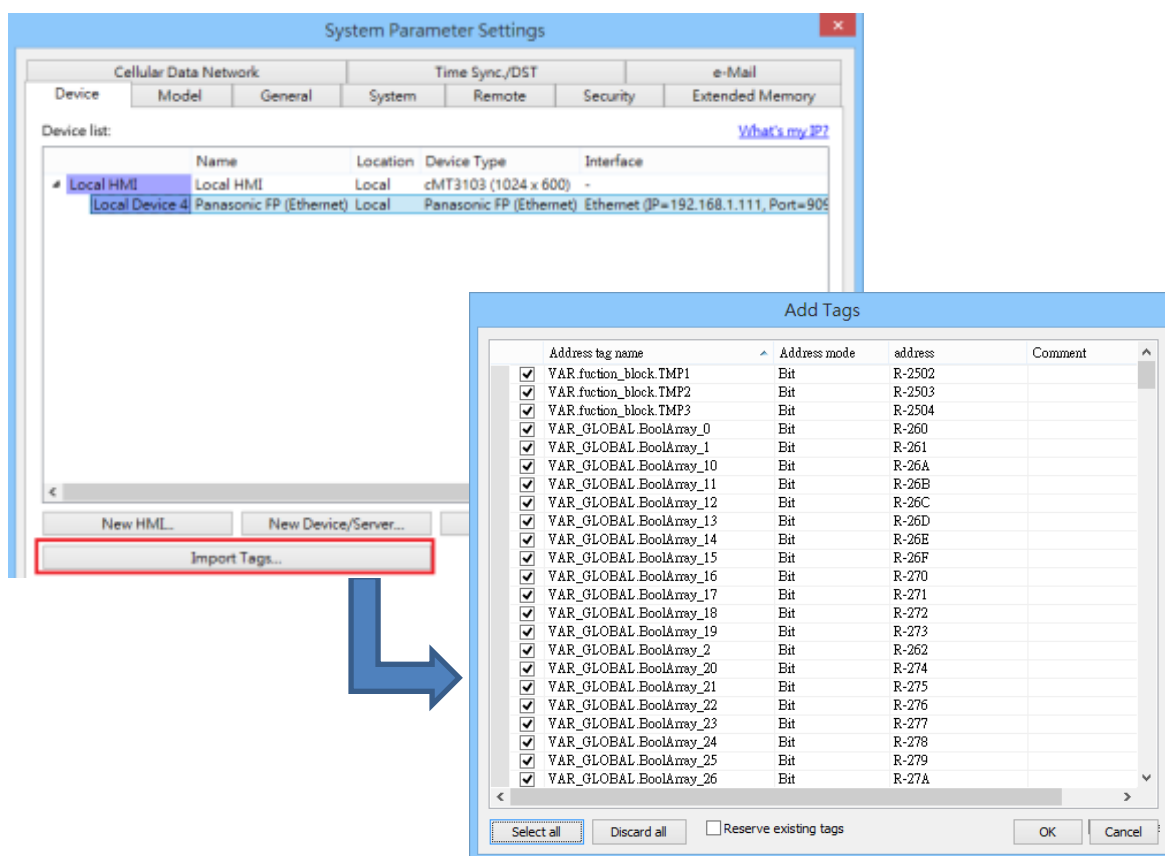 System Parameter Settings
Cellular Data Network Time Sync./DST e-Mail
Device Model General System Remote Security Extended Memory
Device list: What's my IP?
Name Location Device Type Interface
Local HMI Local HMI Local cMT3103 (1024 x 600) -
Local Device 4 Panasonic FP (Ethernet) Local Panasonic FP (Ethernet) Ethernet (IP=192.168.1.111, Port=909
New HMI... New Device/Server...
Import Tags...
Add Tags
Address tag name Address mode address Comment
VAR.fuction_block.TMP1 Bit R-2502
VAR.fuction_block.TMP2 Bit R-2503
VAR.fuction_block.TMP3 Bit R-2504
VAR_GLOBAL.BoolArray_0 Bit R-260
VAR_GLOBAL.BoolArray_1 Bit R-261
VAR_GLOBAL.BoolArray_10 Bit R-26A
VAR_GLOBAL.BoolArray_11 Bit R-26B
VAR_GLOBAL.BoolArray_12 Bit R-26C
VAR_GLOBAL.BoolArray_13 Bit R-26D
VAR_GLOBAL.BoolArray_14 Bit R-26E
VAR_GLOBAL.BoolArray_15 Bit R-26F
VAR_GLOBAL.BoolArray_16 Bit R-270
VAR_GLOBAL.BoolArray_17 Bit R-271
VAR_GLOBAL.BoolArray_18 Bit R-272
VAR_GLOBAL.BoolArray_19 Bit R-273
VAR_GLOBAL.BoolArray_2 Bit R-262
VAR_GLOBAL.BoolArray_20 Bit R-274
VAR_GLOBAL.BoolArray_21 Bit R-275
VAR_GLOBAL.BoolArray_22 Bit R-276
VAR_GLOBAL.BoolArray_23 Bit R-277
VAR_GLOBAL.BoolArray_24 Bit R-278
VAR_GLOBAL.BoolArray_25 Bit R-279
VAR_GLOBAL.BoolArray_26 Bit R-27A
Select all Discard all Reserve existing tags OK Cancel